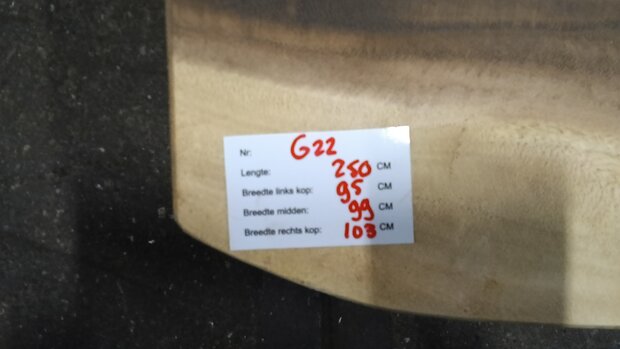 Nr: G22
Lengte: 250 CM
Breedte links kop: 95 CM
Breedte midden: 99 CM
Breedte rechts kop: 103 CM